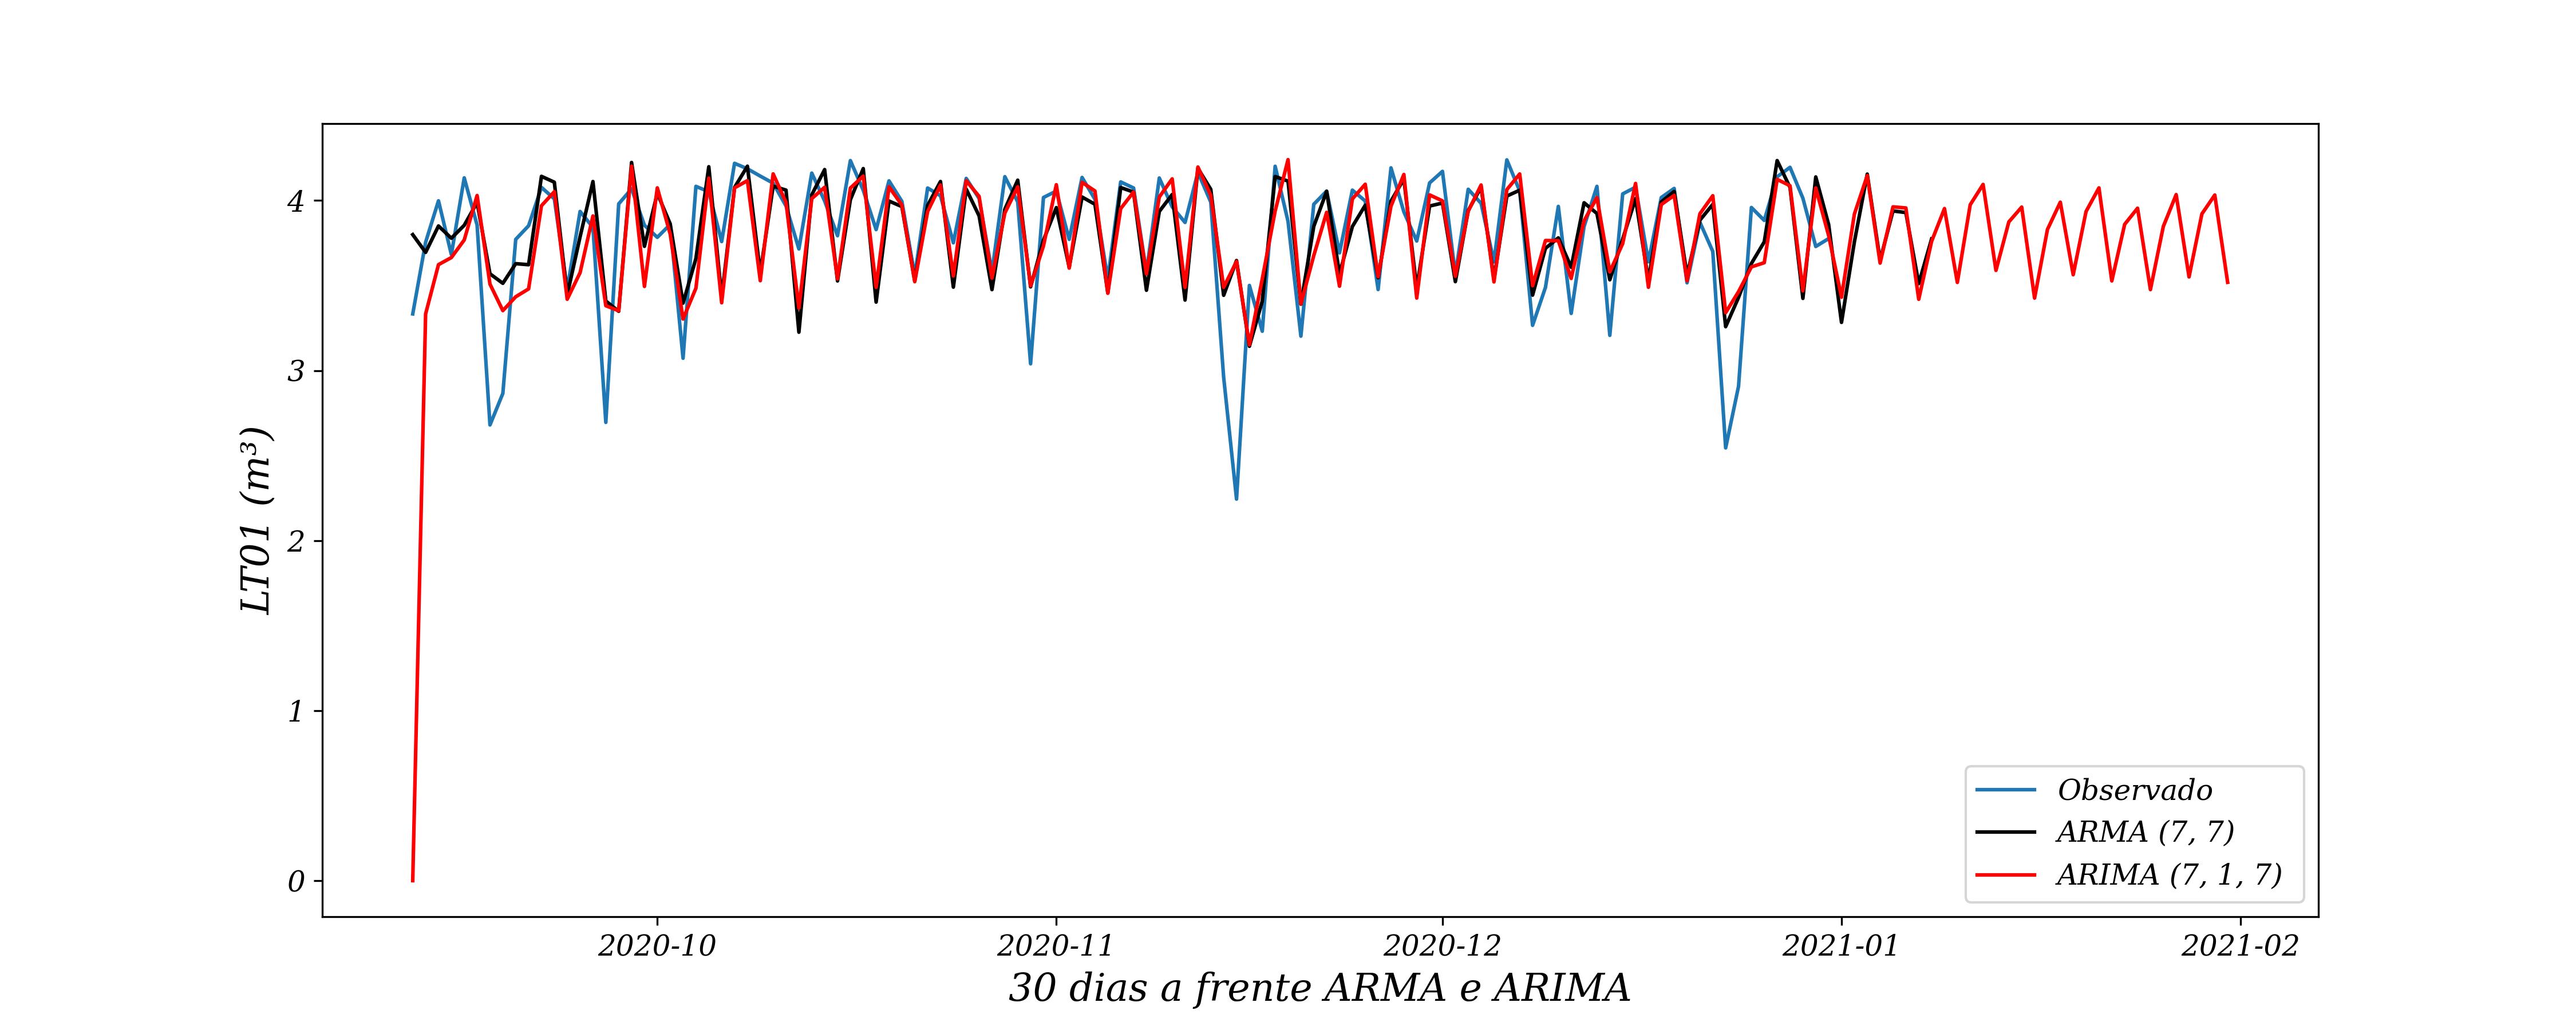 LT01 (m³)
4
3
2
1
0
Observado
ARMA (7, 7)
ARIMA (7, 1, 7)
2020-10
2020-11
2020-12
2021-01
2021-02
30 dias a frente ARMA e ARIMA